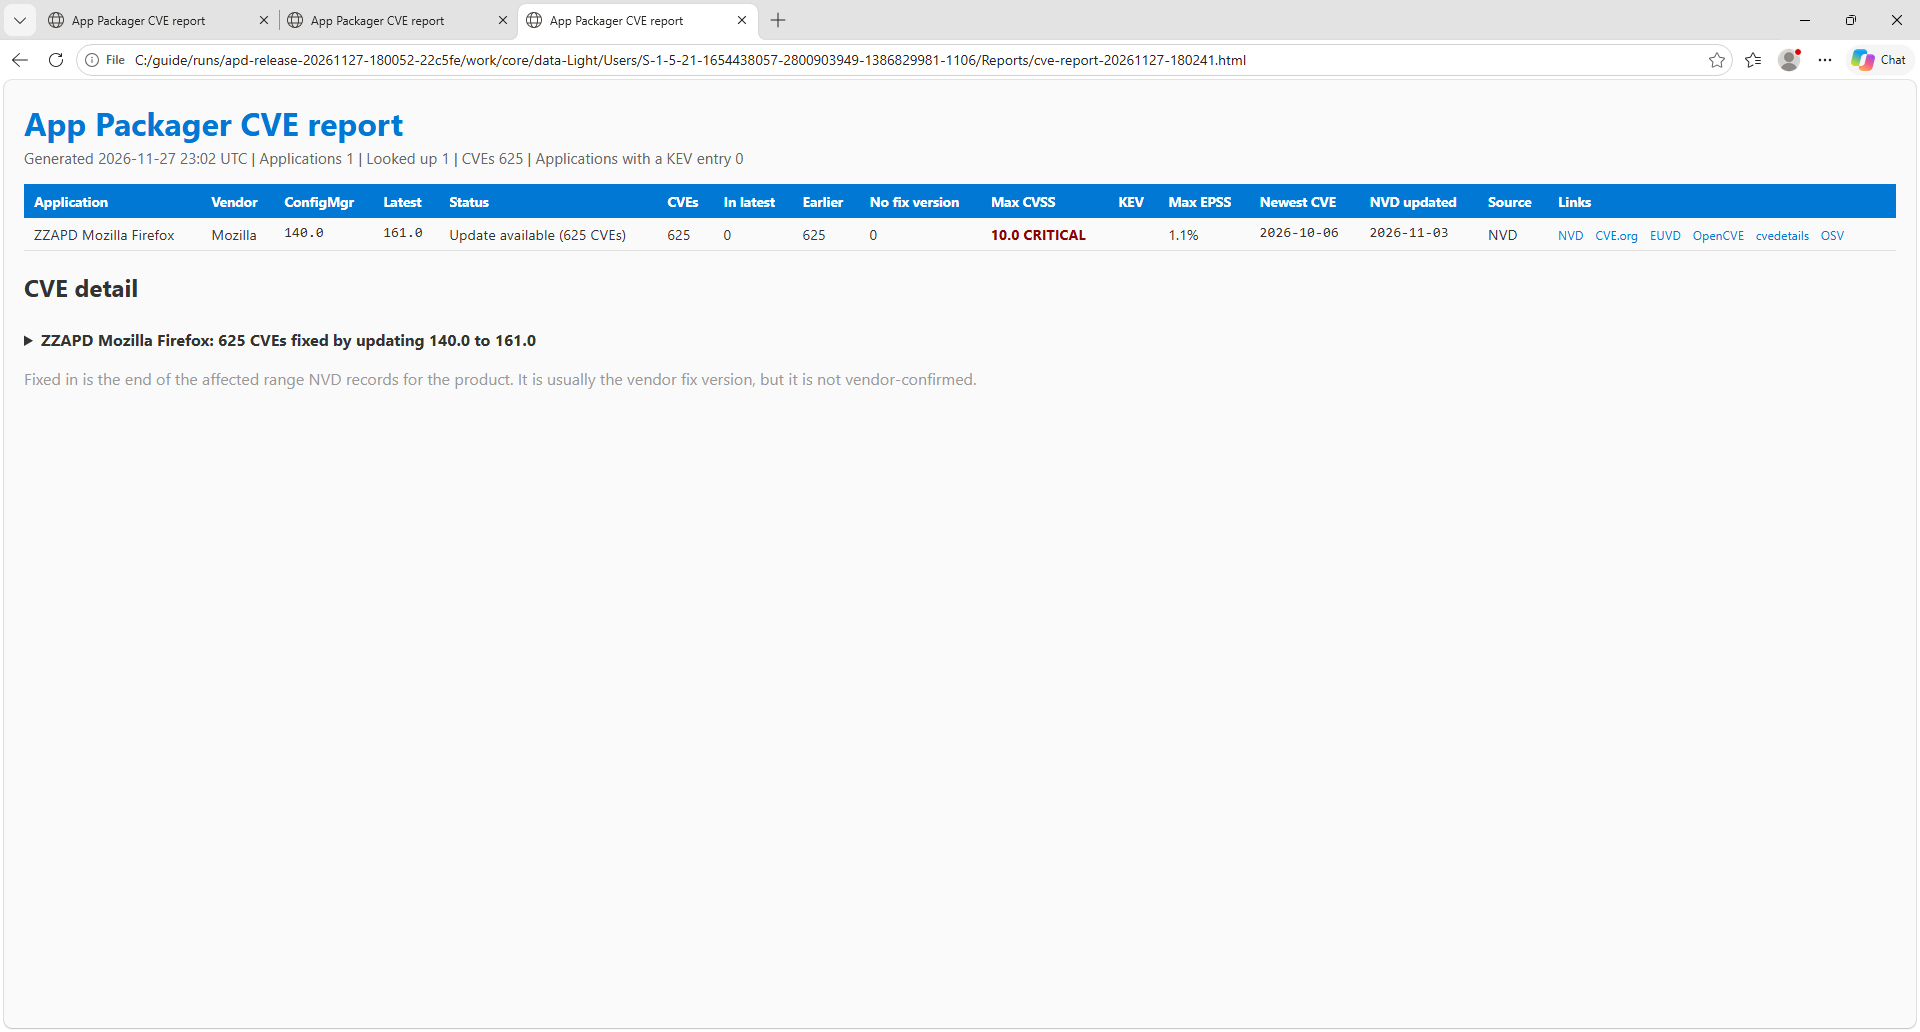 App Packager CVE report
App Packager CVE report
App Packager CVE report
File C:/guide/runs/apd-release-20261127-180052-22c5fe/work/core/data-Light/Users/S-1-5-21-1654438057-2800903949-1386829981-1106/Reports/cve-report-20261127-180241.html
Chat
App Packager CVE report
Generated 2026-11-27 23:02 UTC | Applications 1 | Looked up 1 | CVEs 625 | Applications with a KEV entry 0
Application Vendor ConfigMgr Latest Status CVEs In latest Earlier No fix version Max CVSS KEV Max EPSS Newest CVE NVD updated Source Links
ZZAPD Mozilla Firefox Mozilla 140.0 161.0 Update available (625 CVEs) 625 0 625 0 10.0 CRITICAL 1.1% 2026-10-06 2026-11-03 NVD NVD CVE.org EUVD OpenCVE cvedetails OSV
CVE detail
ZZAPD Mozilla Firefox: 625 CVEs fixed by updating 140.0 to 161.0
Fixed in is the end of the affected range NVD records for the product. It is usually the vendor fix version, but it is not vendor-confirmed.